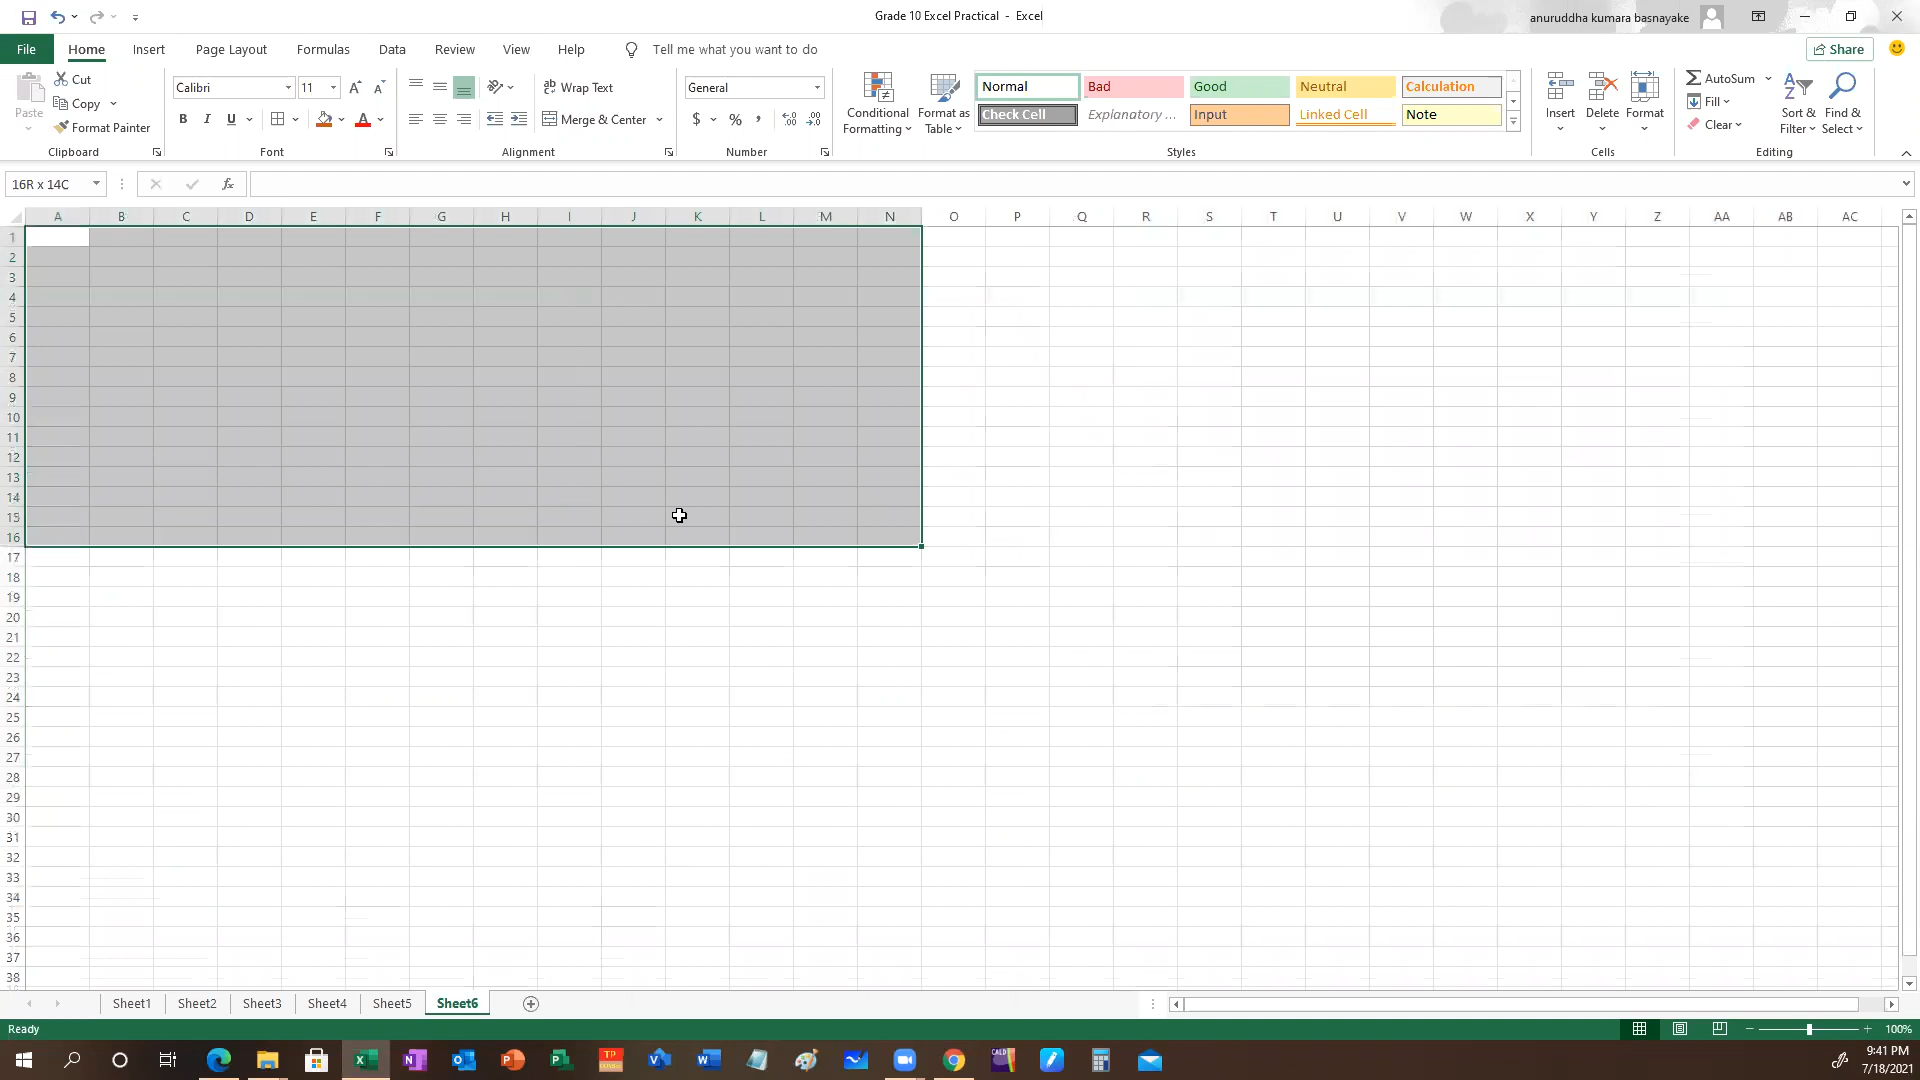 Grade 10 Excel Practical - Excel
anuruddha kumara basnayake
File Home Insert Page Layout Formulas Data Review View Help Tell me what you want to do
Share
Paste
Cut
Copy
Format Painter
Clipboard
Calibri 11
B I U
Font
Wrap Text
Merge & Center
Alignment
General
$ %
Number
Conditional Formatting
Format as Table
Normal Bad Good Neutral Calculation
Check Cell Explanatory ... Input Linked Cell Note
Styles
Insert Delete Format
Cells
AutoSum
Fill
Clear
Sort & Filter
Find & Select
Editing
16R x 14C
fx
A B C D E F G H I J K L M N O P Q R S T U V W X Y Z AA AB AC
1
2
3
4
5
6
7
8
9
10
11
12
13
14
15
16
17
18
19
20
21
22
23
24
25
26
27
28
29
30
31
32
33
34
35
36
37
38
Sheet1 Sheet2 Sheet3 Sheet4 Sheet5 Sheet6
Ready
100%
9:41 PM
7/18/2021